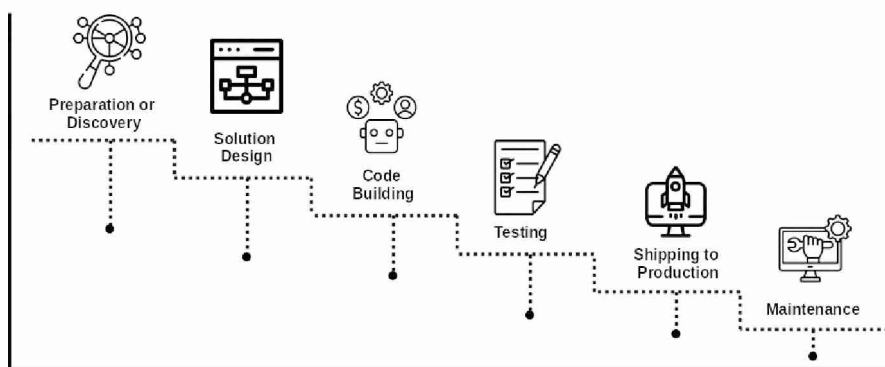 Preparation or
Discovery
Solution
Design
$
Code
Building
Testing
Shipping to
Production
Maintenance